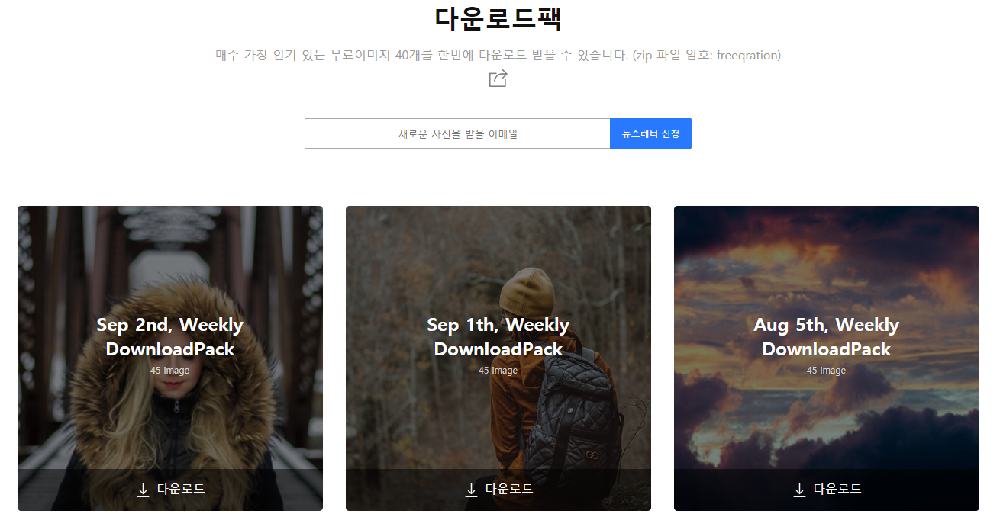 다운로드팩
매주 가장 인기 있는 무료이미지 40개를 한번에 다운로드 받을 수 있습니다. (zip 파일 암호: freeqration)
새로운 사진을 받을 이메일
뉴스레터 신청
Sep 2nd, Weekly
DownloadPack
45 image
다운로드
Sep 1th, Weekly
DownloadPack
45 image
다운로드
Aug 5th, Weekly
DownloadPack
45 image
다운로드